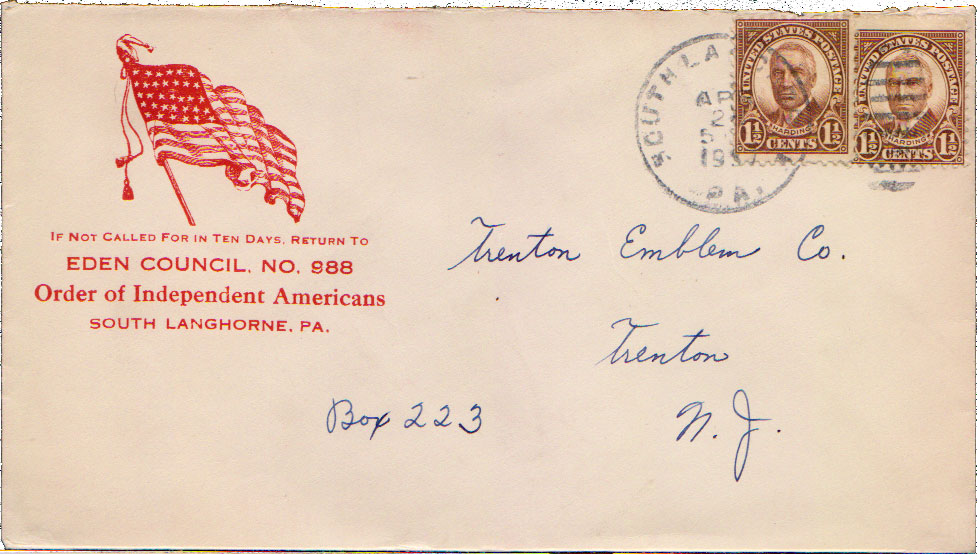 IF NOT CALLED FOR IN TEN DAYS, RETURN TO
EDEN COUNCIL, NO. 988
Order of Independent Americans
SOUTH LANGHORNE, PA.
SOUTH
AP
PA.
UNITED STATES POSTAGE
HARDING
1½ CENTS 1½
UNITED STATES POSTAGE
HARDING
1½ CENTS 1½
Trenton Emblem Co.
Trenton
Box 223
N. J.